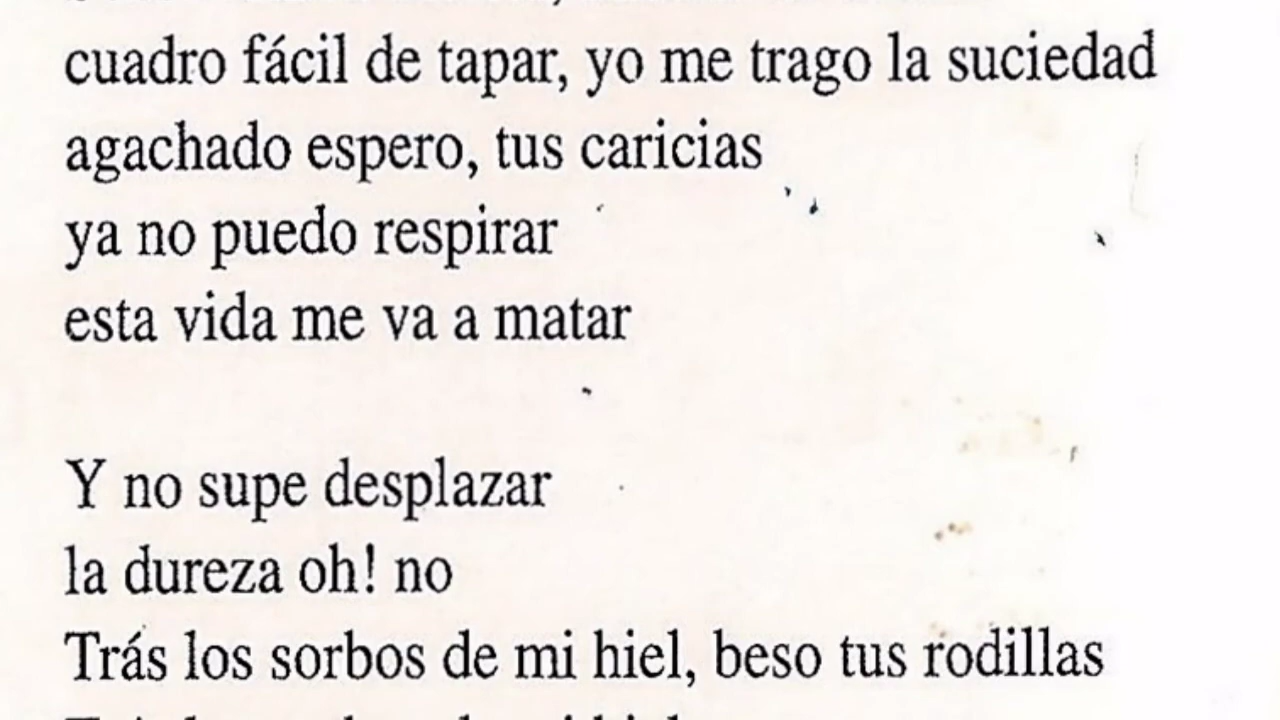 cuadro fácil de tapar, yo me trago la suciedad
agachado espero, tus caricias
ya no puedo respirar
esta vida me va a matar
Y no supe desplazar
la dureza oh! no
Trás los sorbos de mi hiel, beso tus rodillas